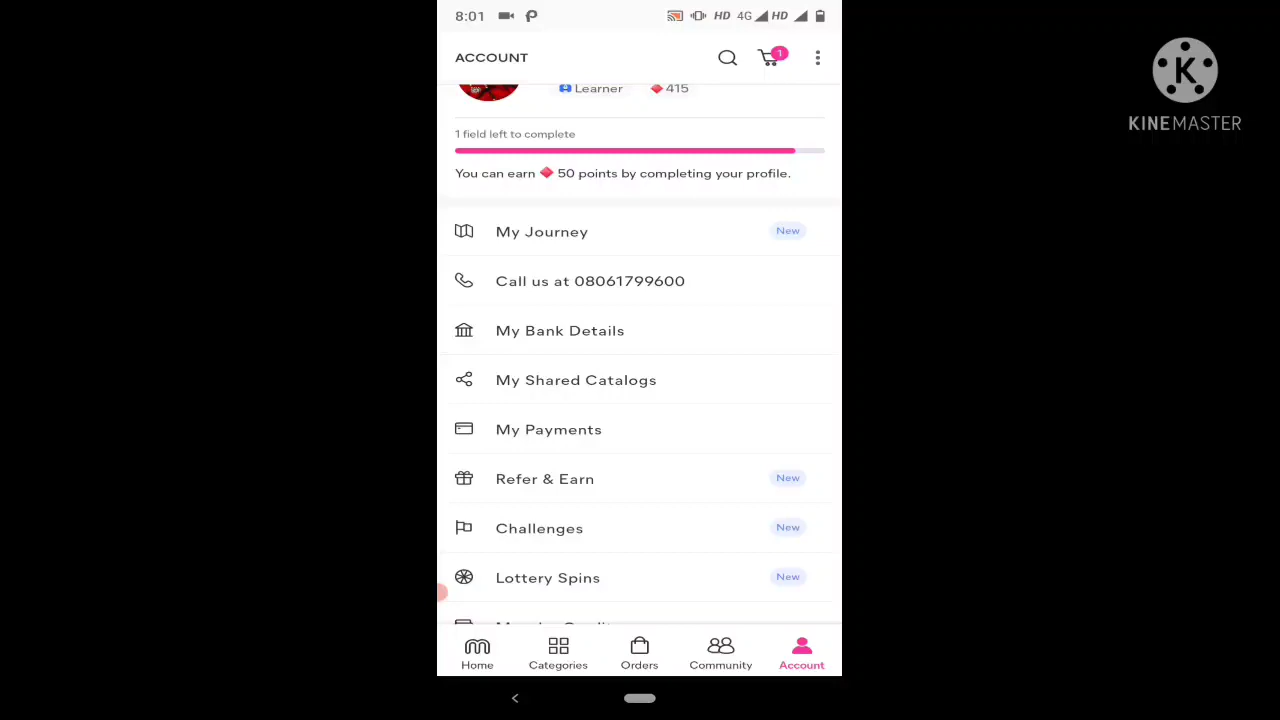 8:01 HD 4G HD
ACCOUNT 1
Learner 415
1 field left to complete
You can earn 50 points by completing your profile.
My Journey New
Call us at 08061799600
My Bank Details
My Shared Catalogs
My Payments
Refer & Earn New
Challenges New
Lottery Spins New
Home Categories Orders Community Account
K
KINEMASTER